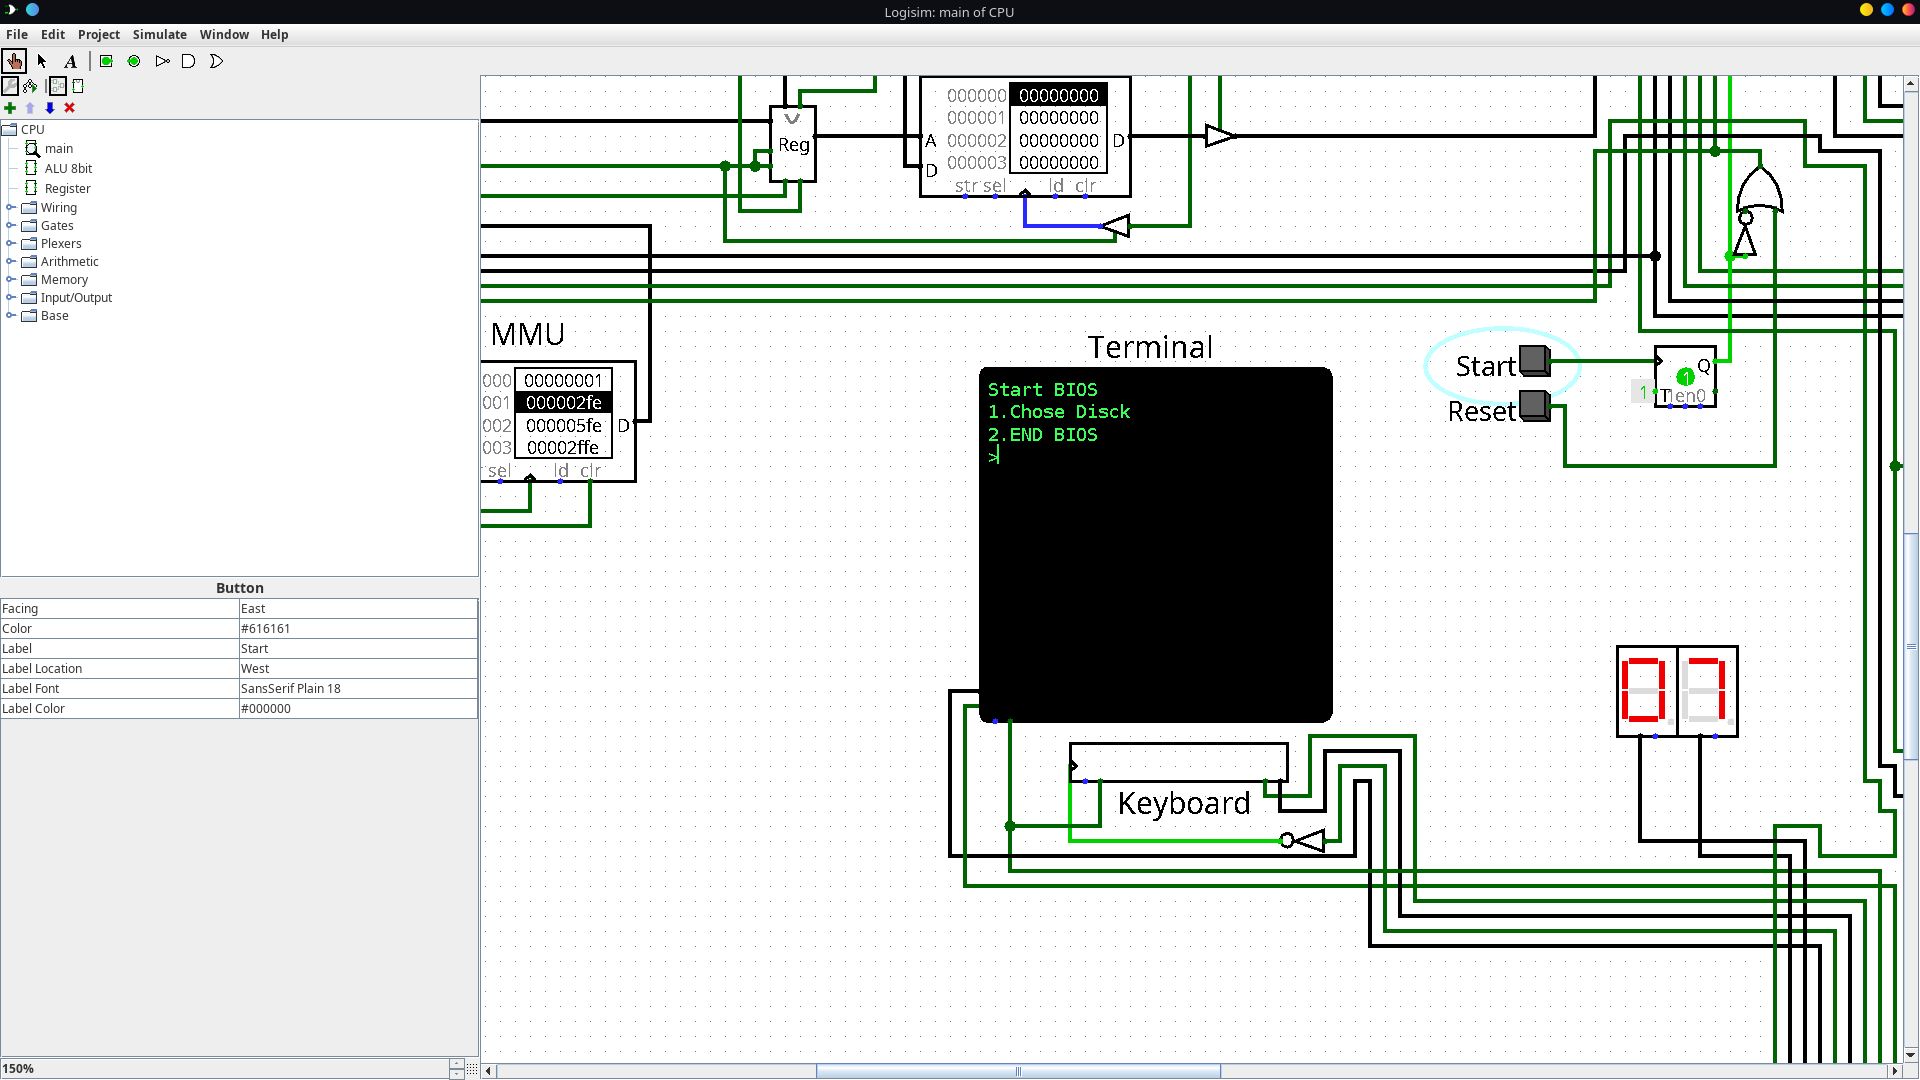 Logisim: main of CPU
File Edit Project Simulate Window Help
A
CPU
main
ALU 8bit
Register
Wiring
Gates
Plexers
Arithmetic
Memory
Input/Output
Base
Button
Facing East
Color #616161
Label Start
Label Location West
Label Font SansSerif Plain 18
Label Color #000000
150%
Reg
000000 00000000
000001 00000000
000002 00000000
000003 00000000
A
D
D
str sel ld clr
MMU
000 00000001
001 000002fe
002 000005fe
003 00002ffe
D
sel ld clr
Terminal
Start BIOS
1.Chose Disck
2.END BIOS
>
Keyboard
Start
Reset
Q
1
1
T en0
07